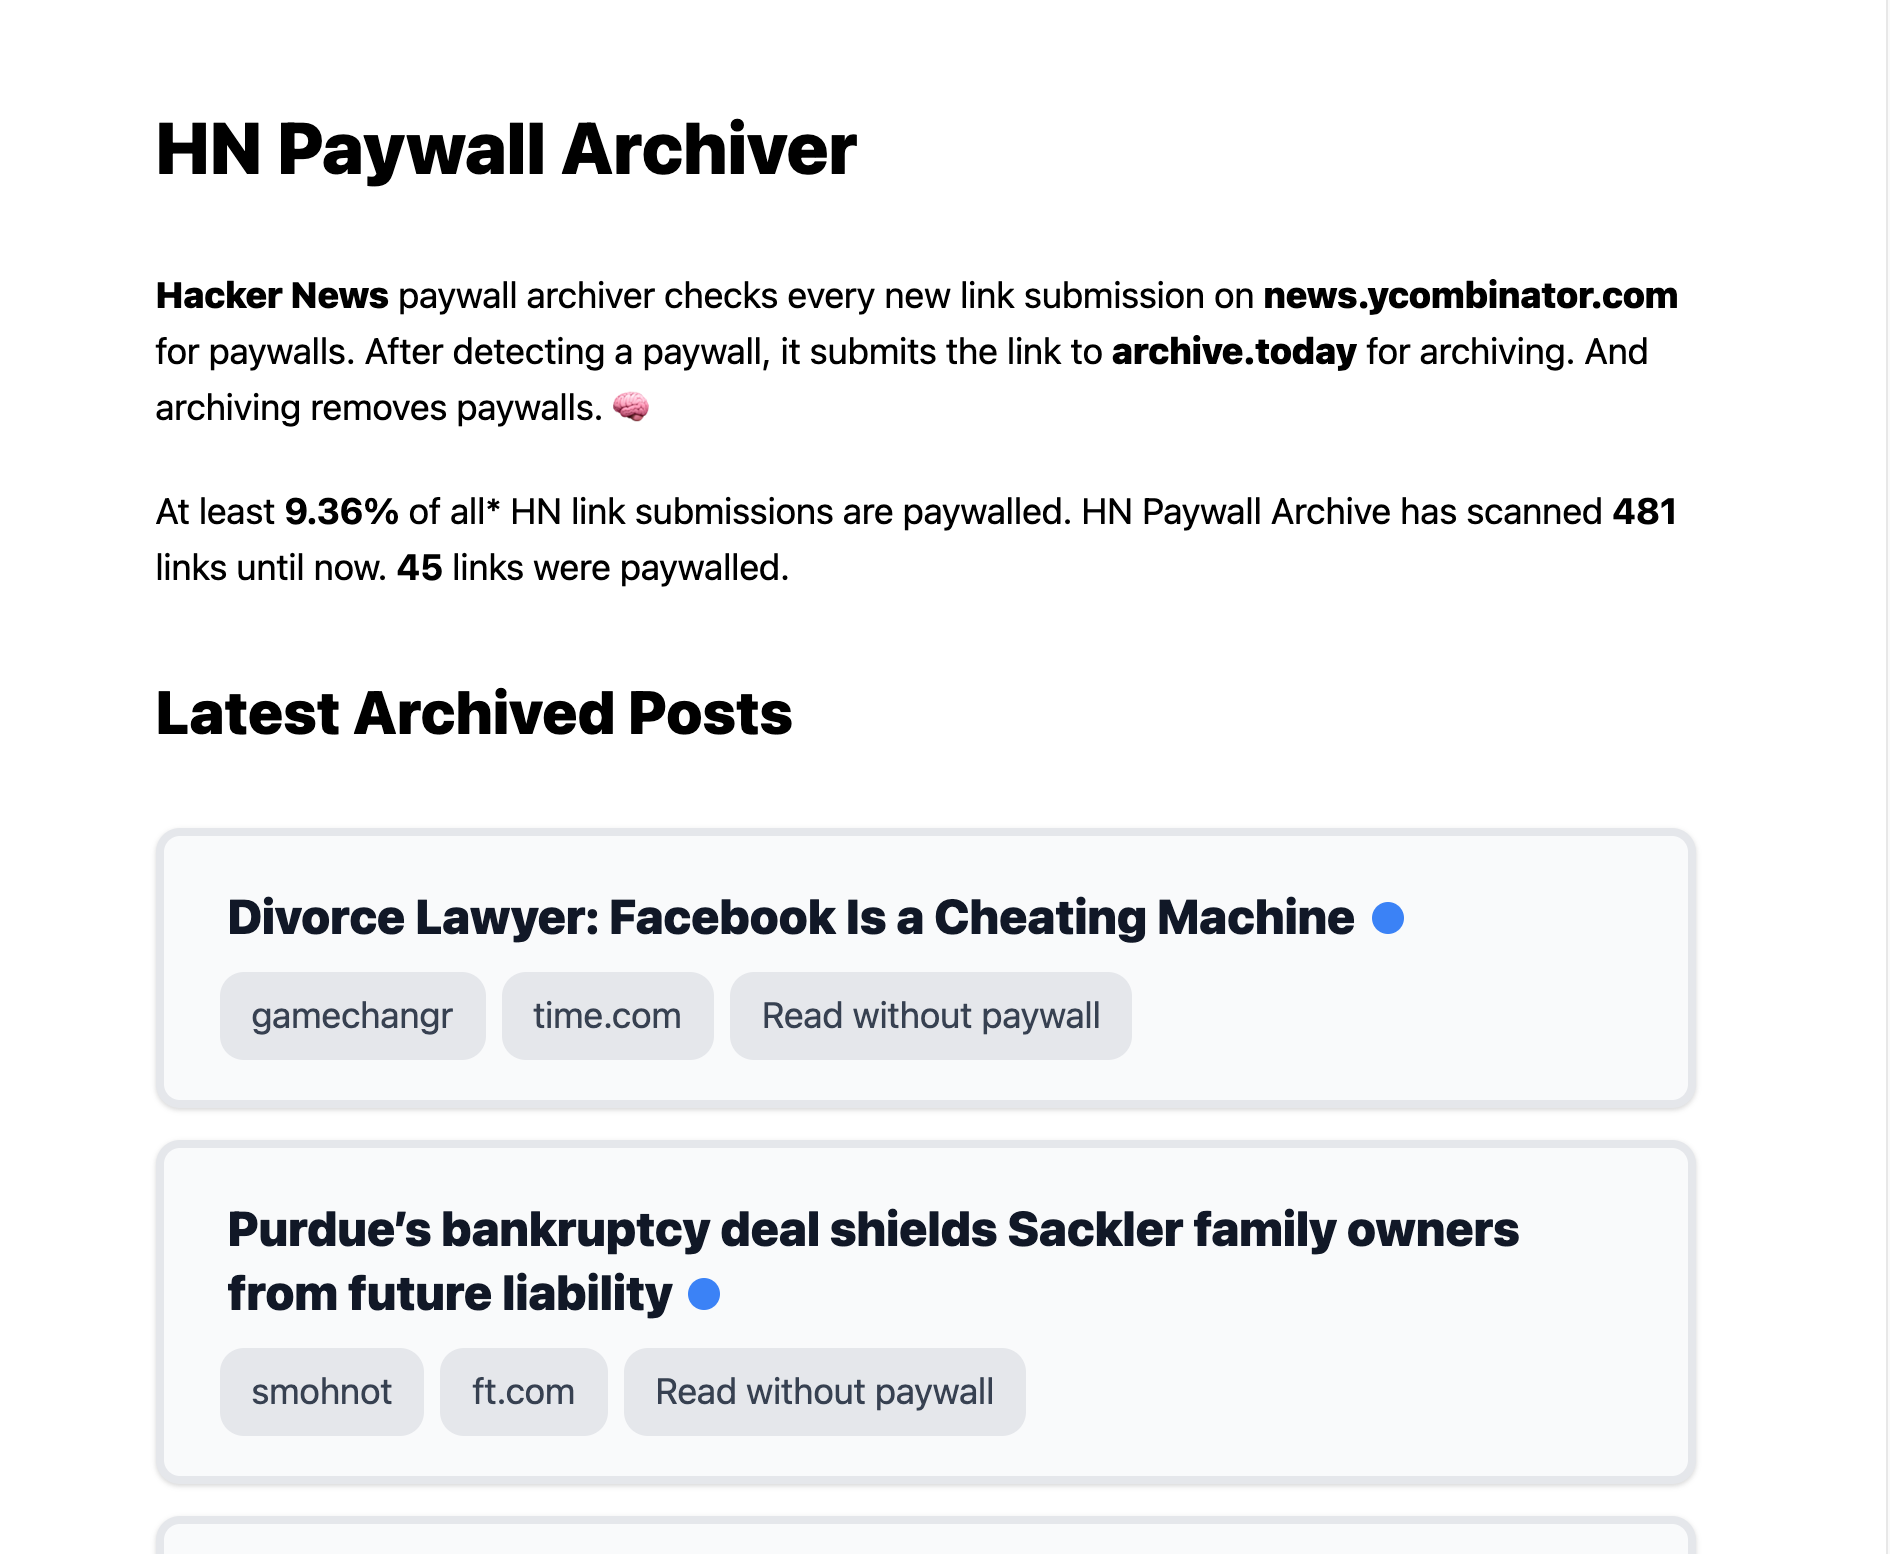 HN Paywall Archiver
Hacker News paywall archiver checks every new link submission on news.ycombinator.com
for paywalls. After detecting a paywall, it submits the link to archive.today for archiving. And
archiving removes paywalls. 🧠
At least 9.36% of all* HN link submissions are paywalled. HN Paywall Archive has scanned 481
links until now. 45 links were paywalled.
Latest Archived Posts
Divorce Lawyer: Facebook Is a Cheating Machine
gamechangr time.com Read without paywall
Purdue’s bankruptcy deal shields Sackler family owners
from future liability
smohnot ft.com Read without paywall